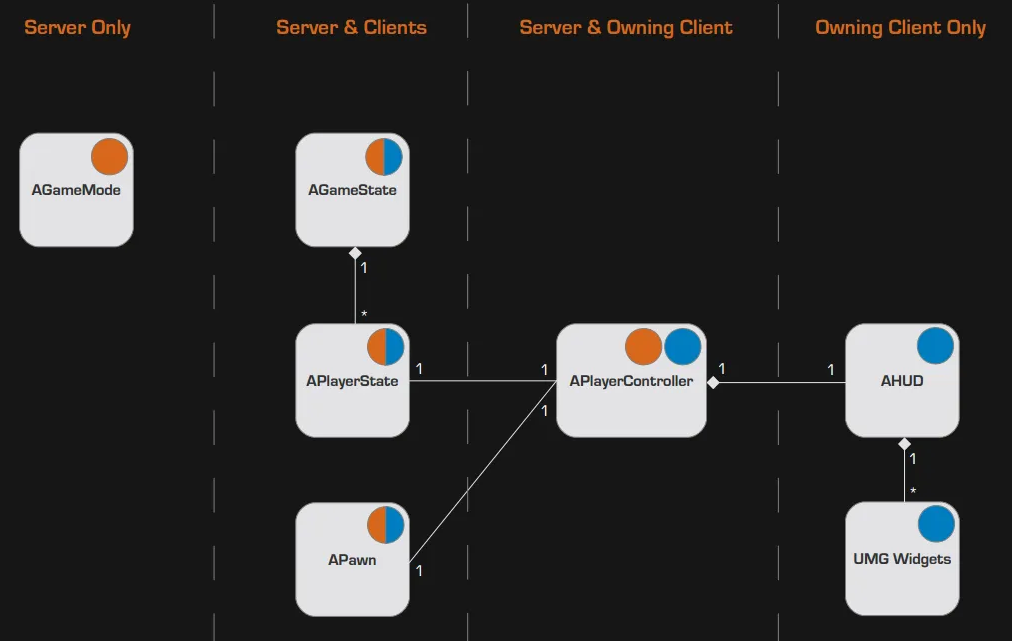 Server Only
Server & Clients
Server & Owning Client
Owning Client Only
AGameMode
AGameState
1
*
APlayerState
1
1
APlayerController
1
1
AHUD
1
1
*
APawn
1
UMG Widgets